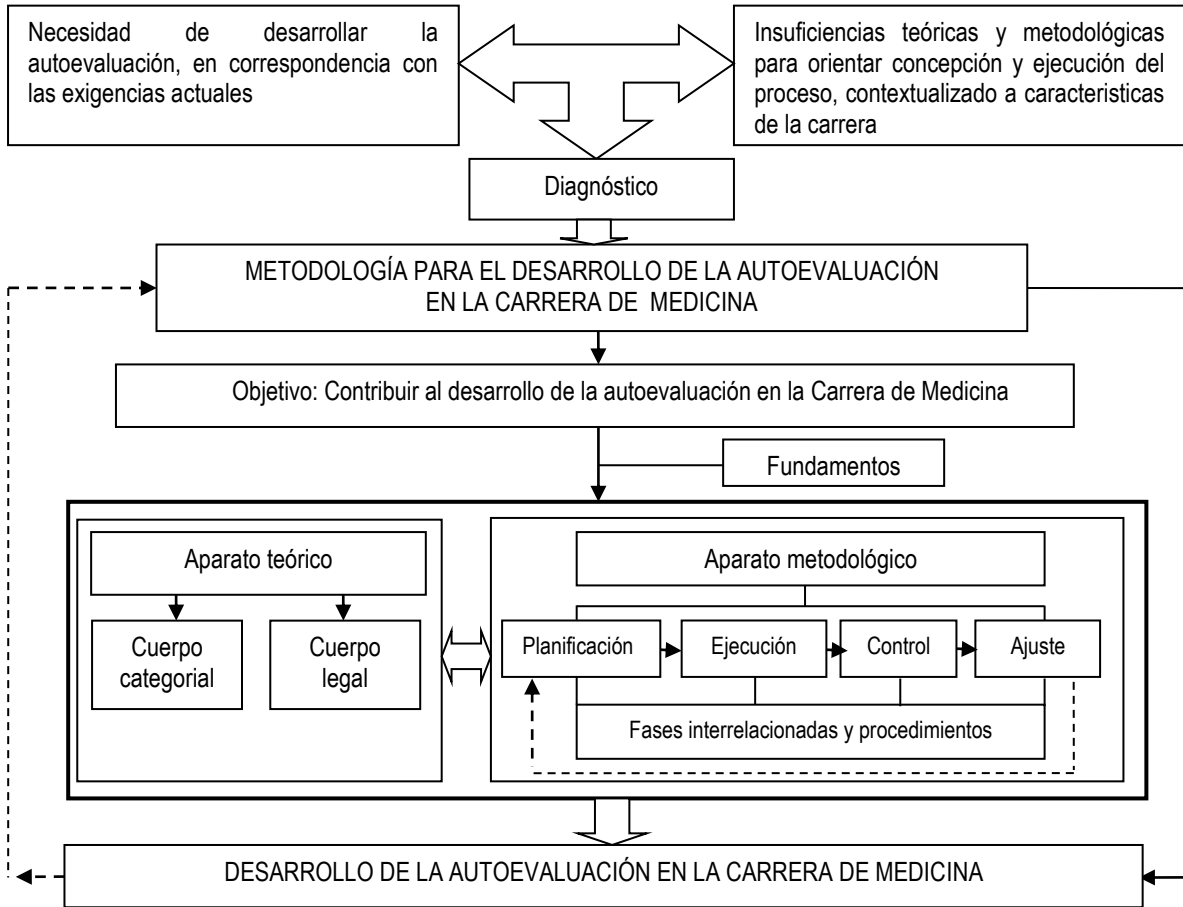 Necesidad de desarrollar la
autoevaluación, en correspondencia con
las exigencias actuales
Insuficiencias teóricas y metodológicas
para orientar concepción y ejecución del
proceso, contextualizado a caracteristicas
de la carrera
Diagnóstico
METODOLOGÍA PARA EL DESARROLLO DE LA AUTOEVALUACIÓN
EN LA CARRERA DE MEDICINA
Objetivo: Contribuir al desarrollo de la autoevaluación en la Carrera de Medicina
Fundamentos
Aparato teórico
Cuerpo
categorial
Cuerpo
legal
Aparato metodológico
Planificación
Ejecución
Control
Ajuste
Fases interrelacionadas y procedimientos
DESARROLLO DE LA AUTOEVALUACIÓN EN LA CARRERA DE MEDICINA